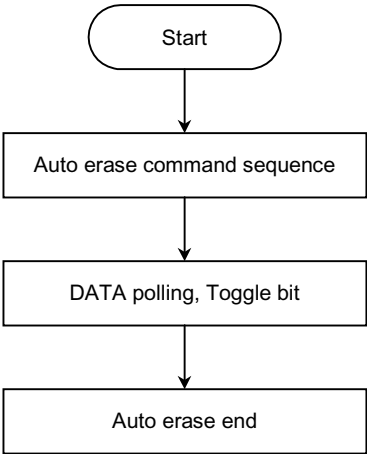 Start
Auto erase command sequence
DATA polling, Toggle bit
Auto erase end